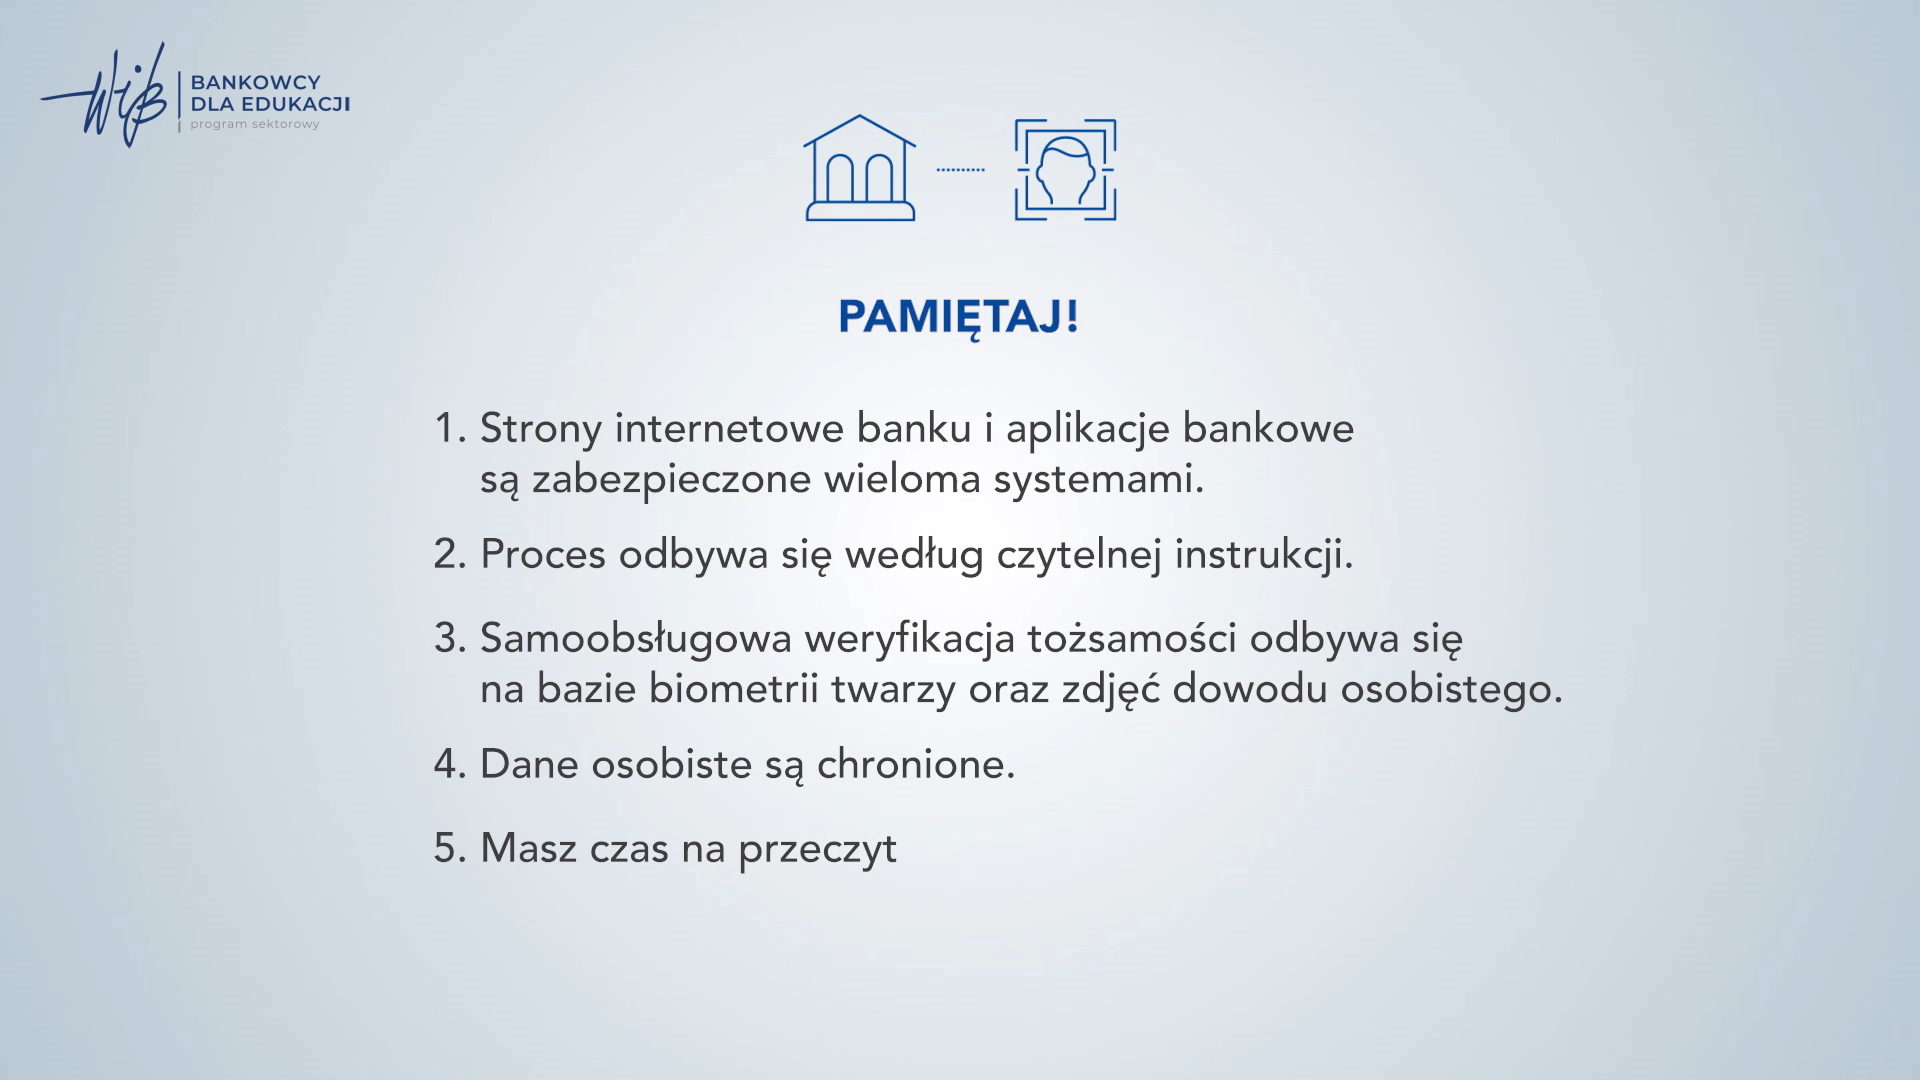 WiB
BANKOWCY
DLA EDUKACJI
program sektorowy
PAMIĘTAJ!
1. Strony internetowe banku i aplikacje bankowe
są zabezpieczone wieloma systemami.
2. Proces odbywa się według czytelnej instrukcji.
3. Samoobsługowa weryfikacja tożsamości odbywa się
na bazie biometrii twarzy oraz zdjęć dowodu osobistego.
4. Dane osobiste są chronione.
5. Masz czas na przeczyt